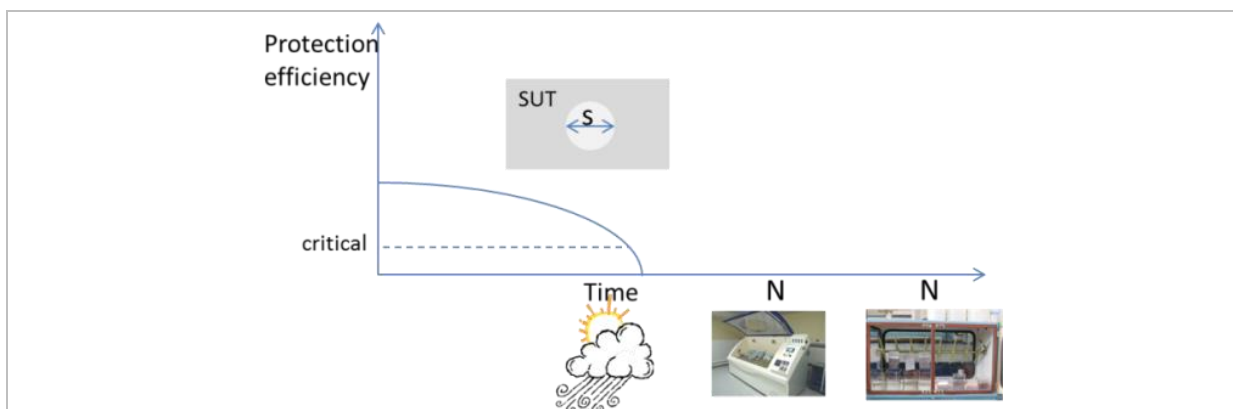 Protection
efficiency
SUT
S
critical
Time
N
N